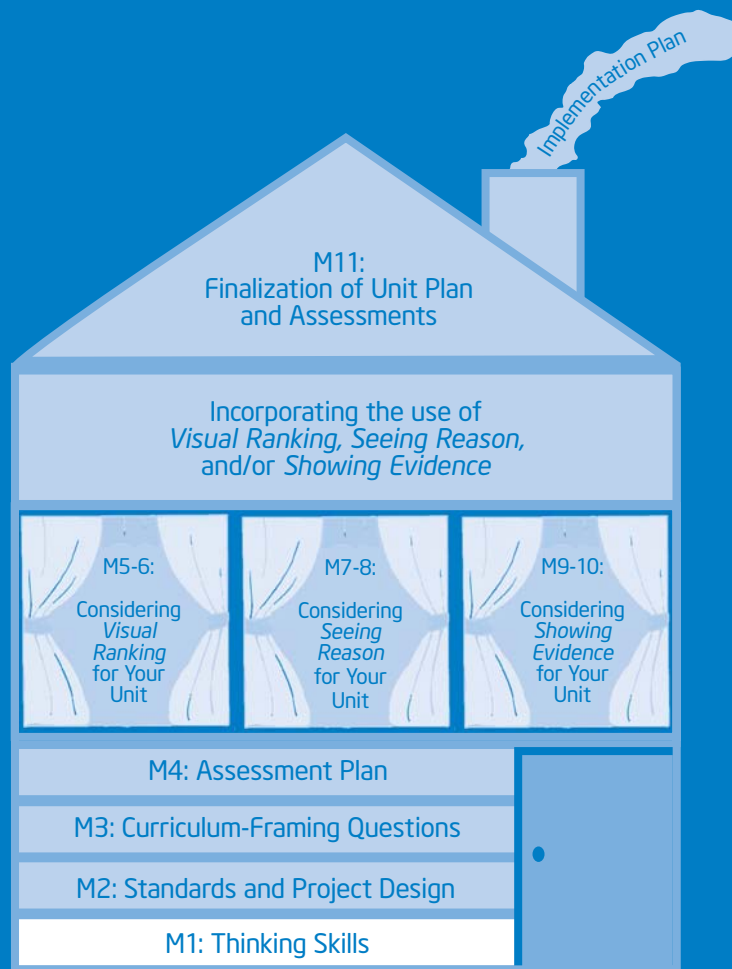 Implementation Plan
M11:
Finalization of Unit Plan
and Assessments
Incorporating the use of
Visual Ranking, Seeing Reason,
and/or Showing Evidence
M5-6:
Considering
Visual
Ranking
for Your
Unit
M7-8:
Considering
Seeing
Reason
for Your
Unit
M9-10:
Considering
Showing
Evidence
for Your
Unit
M4: Assessment Plan
M3: Curriculum-Framing Questions
M2: Standards and Project Design
M1: Thinking Skills